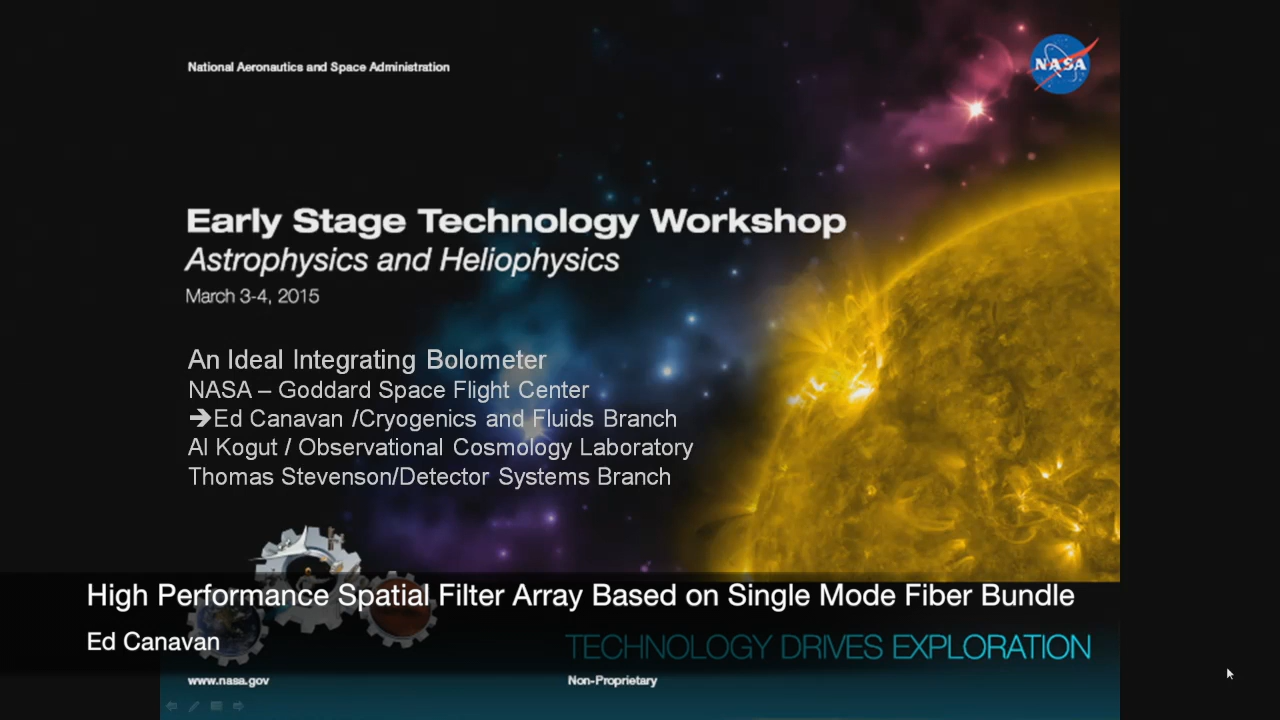 National Aeronautics and Space Administration
NASA
Early Stage Technology Workshop
Astrophysics and Heliophysics
March 3-4, 2015
An Ideal Integrating Bolometer
NASA – Goddard Space Flight Center
➔Ed Canavan /Cryogenics and Fluids Branch
Al Kogut / Observational Cosmology Laboratory
Thomas Stevenson/Detector Systems Branch
High Performance Spatial Filter Array Based on Single Mode Fiber Bundle
Ed Canavan
TECHNOLOGY DRIVES EXPLORATION
www.nasa.gov
Non-Proprietary